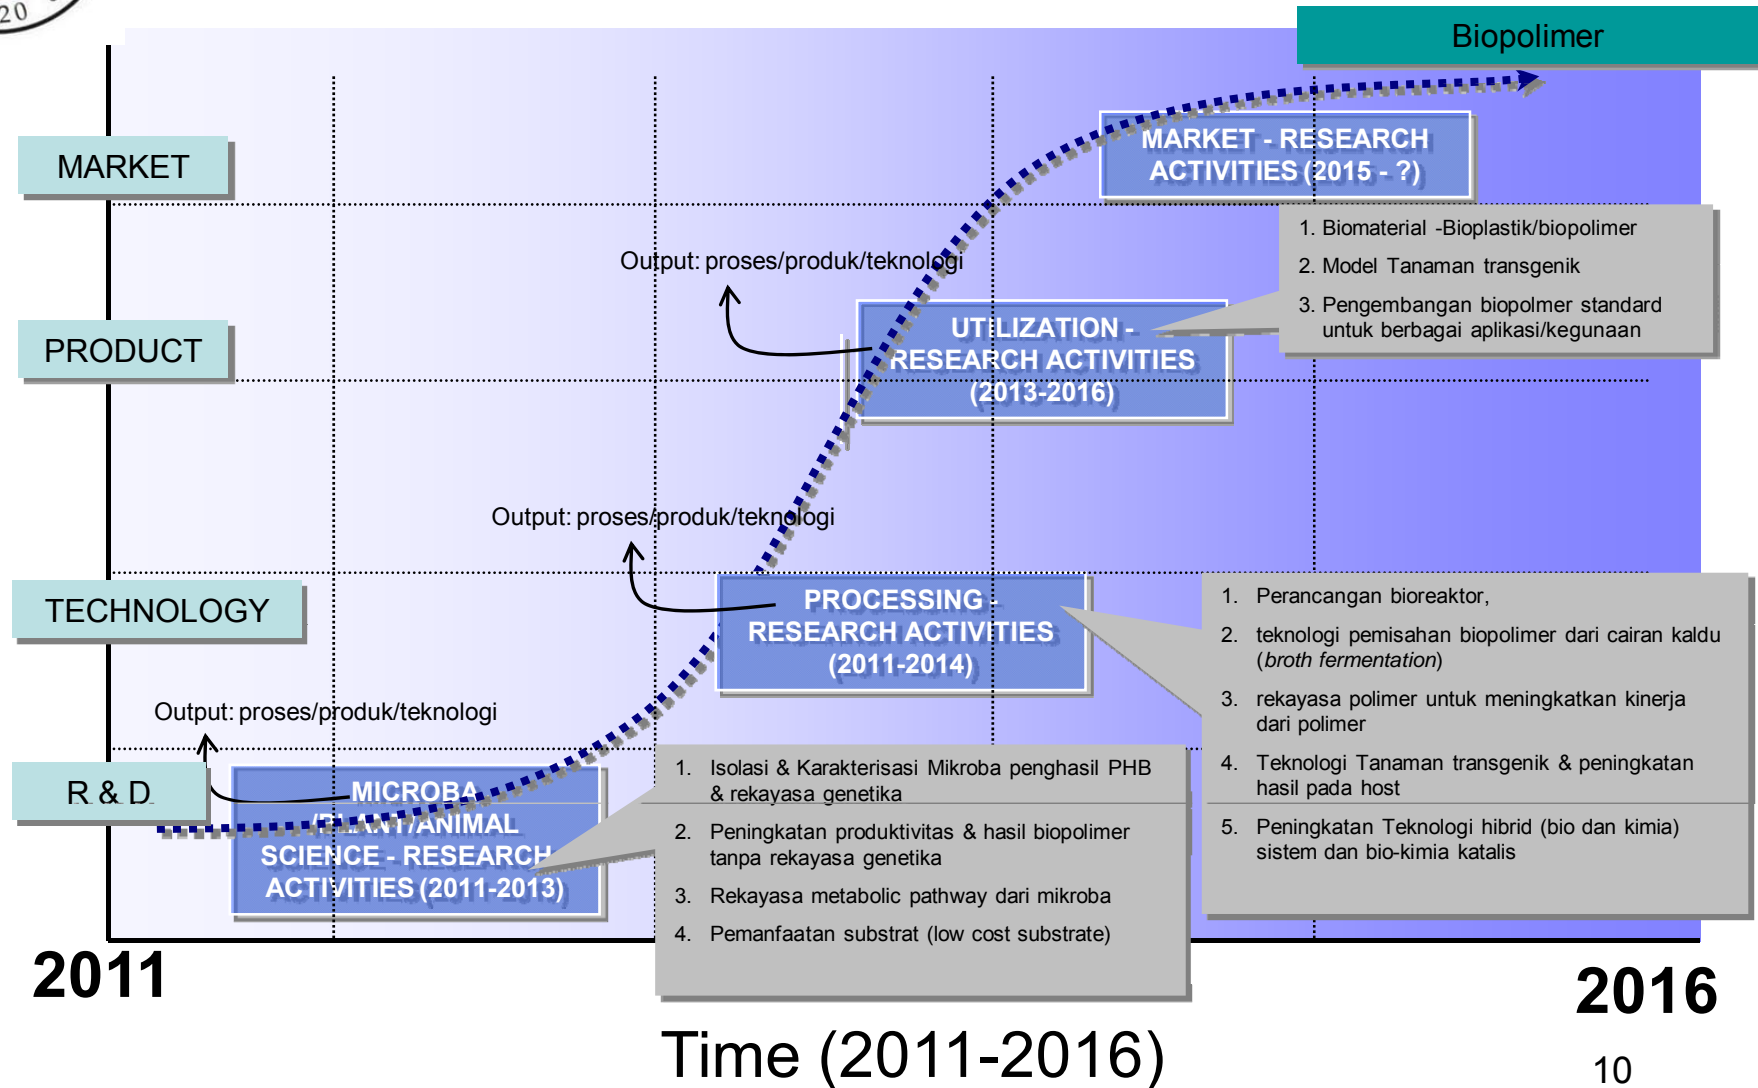 20
Biopolimer
MARKET
MARKET - RESEARCH
ACTIVITIES (2015 - ?)
1. Biomaterial -Bioplastik/biopolimer
2. Model Tanaman transgenik
3. Pengembangan biopolmer standard
untuk berbagai aplikasi/kegunaan
Output: proses/produk/teknologi
PRODUCT
UTILIZATION -
RESEARCH ACTIVITIES
(2013-2016)
Output: proses/produk/teknologi
TECHNOLOGY
PROCESSING -
RESEARCH ACTIVITIES
(2011-2014)
1. Perancangan bioreaktor,
2. teknologi pemisahan biopolimer dari cairan kaldu
(broth fermentation)
3. rekayasa polimer untuk meningkatkan kinerja
dari polimer
4. Teknologi Tanaman transgenik & peningkatan
hasil pada host
5. Peningkatan Teknologi hibrid (bio dan kimia)
sistem dan bio-kimia katalis
Output: proses/produk/teknologi
R & D
MICROBA
/PLANT/ANIMAL
SCIENCE - RESEARCH
ACTIVITIES (2011-2013)
1. Isolasi & Karakterisasi Mikroba penghasil PHB
& rekayasa genetika
2. Peningkatan produktivitas & hasil biopolimer
tanpa rekayasa genetika
3. Rekayasa metabolic pathway dari mikroba
4. Pemanfaatan substrat (low cost substrate)
2011
2016
Time (2011-2016)
10